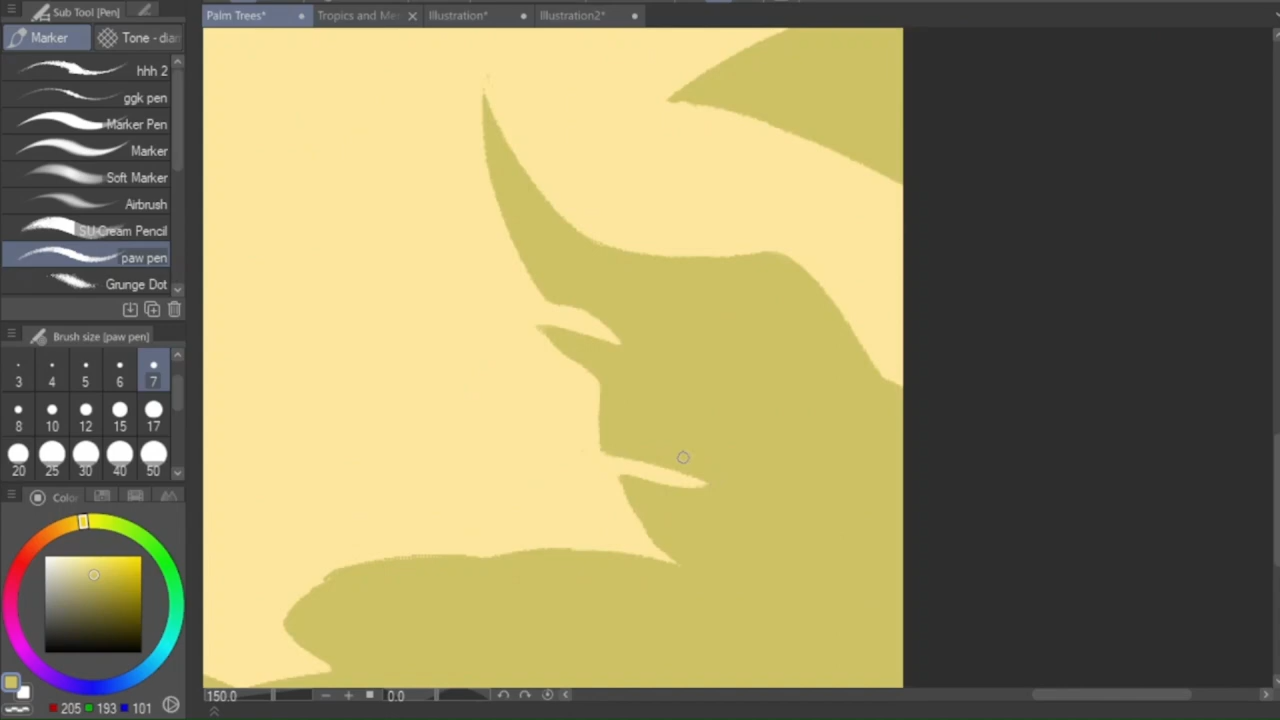 Sub Tool [Pen]
Palm Trees*
Tropics and Me
Illustration*
Illustration2*
Marker
Tone - dia
hhh 2
ggk pen
Marker Pen
Marker
Soft Marker
Airbrush
SU-Cream Pencil
paw pen
Grunge Dot
Brush size [paw pen]
3 4 5 6 7
8 10 12 15 17
20 25 30 40 50
Color
205 193 101
150.0
0.0